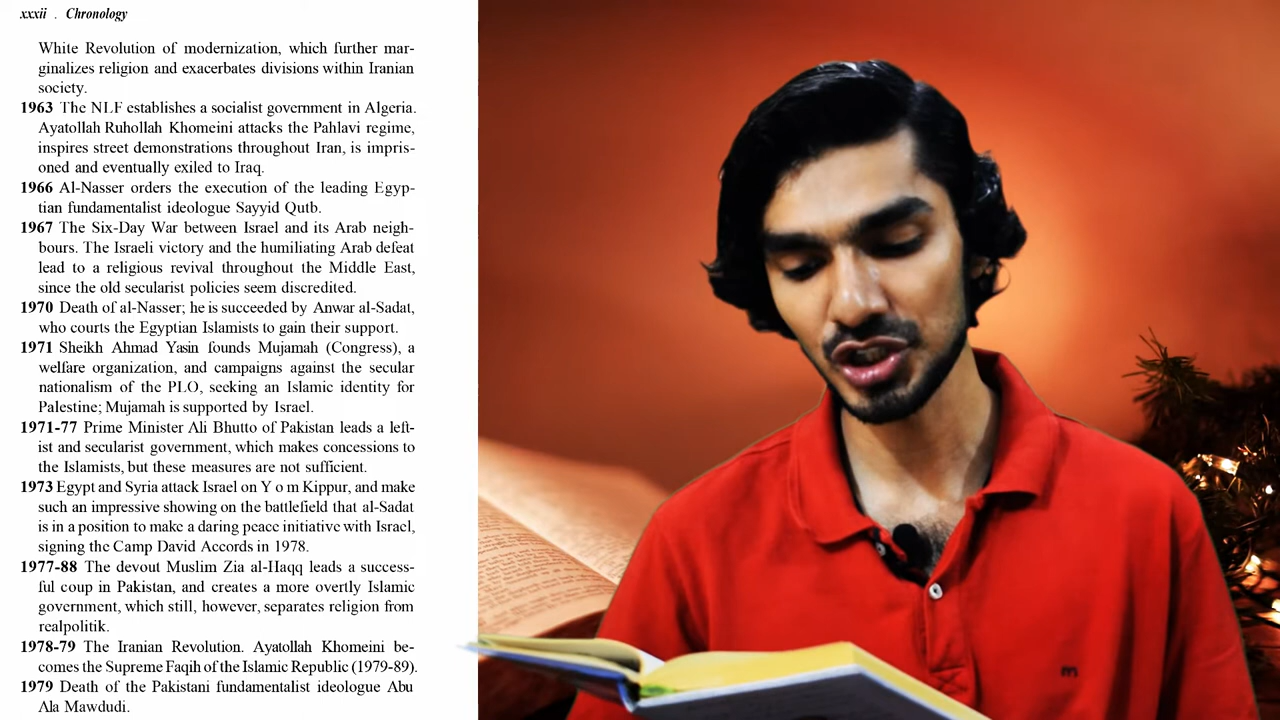 xxxii . Chronology
White Revolution of modernization, which further mar-
ginalizes religion and exacerbates divisions within Iranian
society.
1963 The NLF establishes a socialist government in Algeria.
Ayatollah Ruhollah Khomeini attacks the Pahlavi regime,
inspires street demonstrations throughout Iran, is impris-
oned and eventually exiled to Iraq.
1966 Al-Nasser orders the execution of the leading Egyp-
tian fundamentalist ideologue Sayyid Qutb.
1967 The Six-Day War between Israel and its Arab neigh-
bours. The Israeli victory and the humiliating Arab defeat
lead to a religious revival throughout the Middle East,
since the old secularist policies seem discredited.
1970 Death of al-Nasser; he is succeeded by Anwar al-Sadat,
who courts the Egyptian Islamists to gain their support.
1971 Sheikh Ahmad Yasin founds Mujamah (Congress), a
welfare organization, and campaigns against the secular
nationalism of the PLO, seeking an Islamic identity for
Palestine; Mujamah is supported by Israel.
1971-77 Prime Minister Ali Bhutto of Pakistan leads a left-
ist and secularist government, which makes concessions to
the Islamists, but these measures are not sufficient.
1973 Egypt and Syria attack Israel on Y o m Kippur, and make
such an impressive showing on the battlefield that al-Sadat
is in a position to make a daring peace initiative with Israel,
signing the Camp David Accords in 1978.
1977-88 The devout Muslim Zia al-Haqq leads a success-
ful coup in Pakistan, and creates a more overtly Islamic
government, which still, however, separates religion from
realpolitik.
1978-79 The Iranian Revolution. Ayatollah Khomeini be-
comes the Supreme Faqih of the Islamic Republic (1979-89).
1979 Death of the Pakistani fundamentalist ideologue Abu
Ala Mawdudi.
m